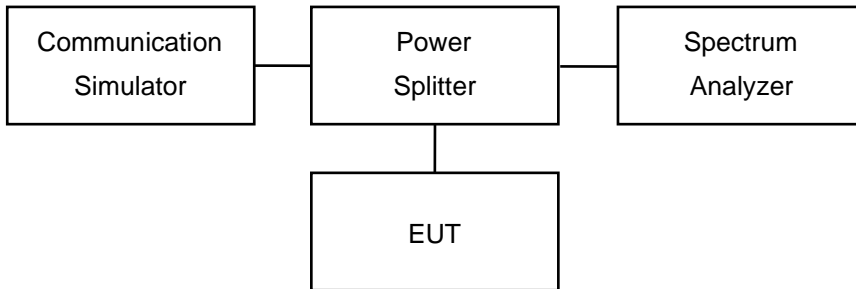 Communication
Simulator
Power
Splitter
Spectrum
Analyzer
EUT